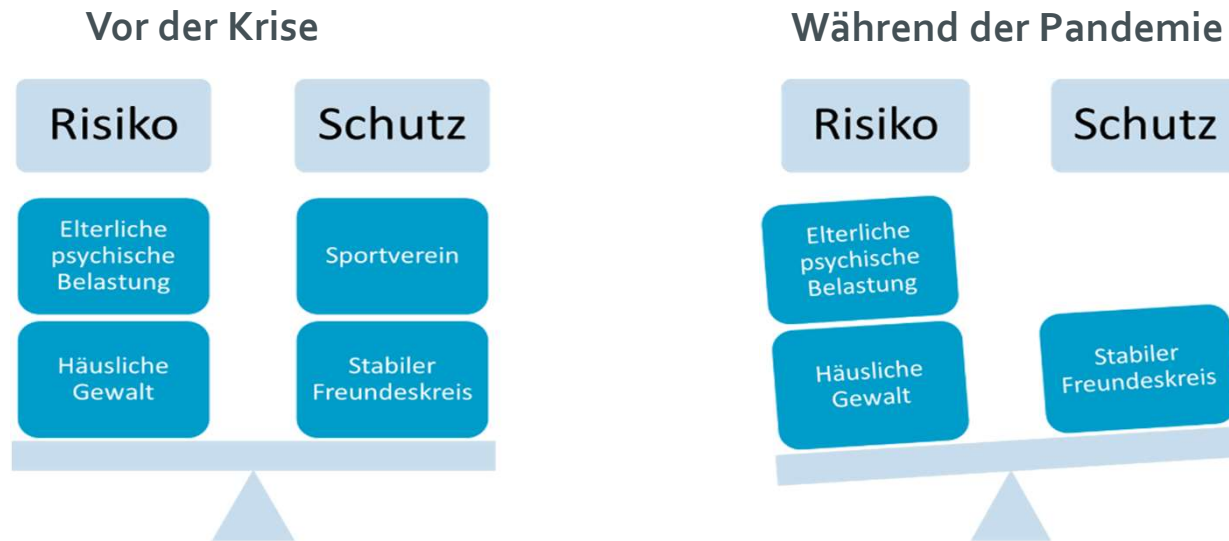 Vor der Krise
Risiko
Schutz
Elterliche
psychische
Belastung
Sportverein
Häusliche
Gewalt
Stabiler
Freundeskreis
Während der Pandemie
Risiko
Schutz
Elterliche
psychische
Belastung
Häusliche
Gewalt
Stabiler
Freundeskreis